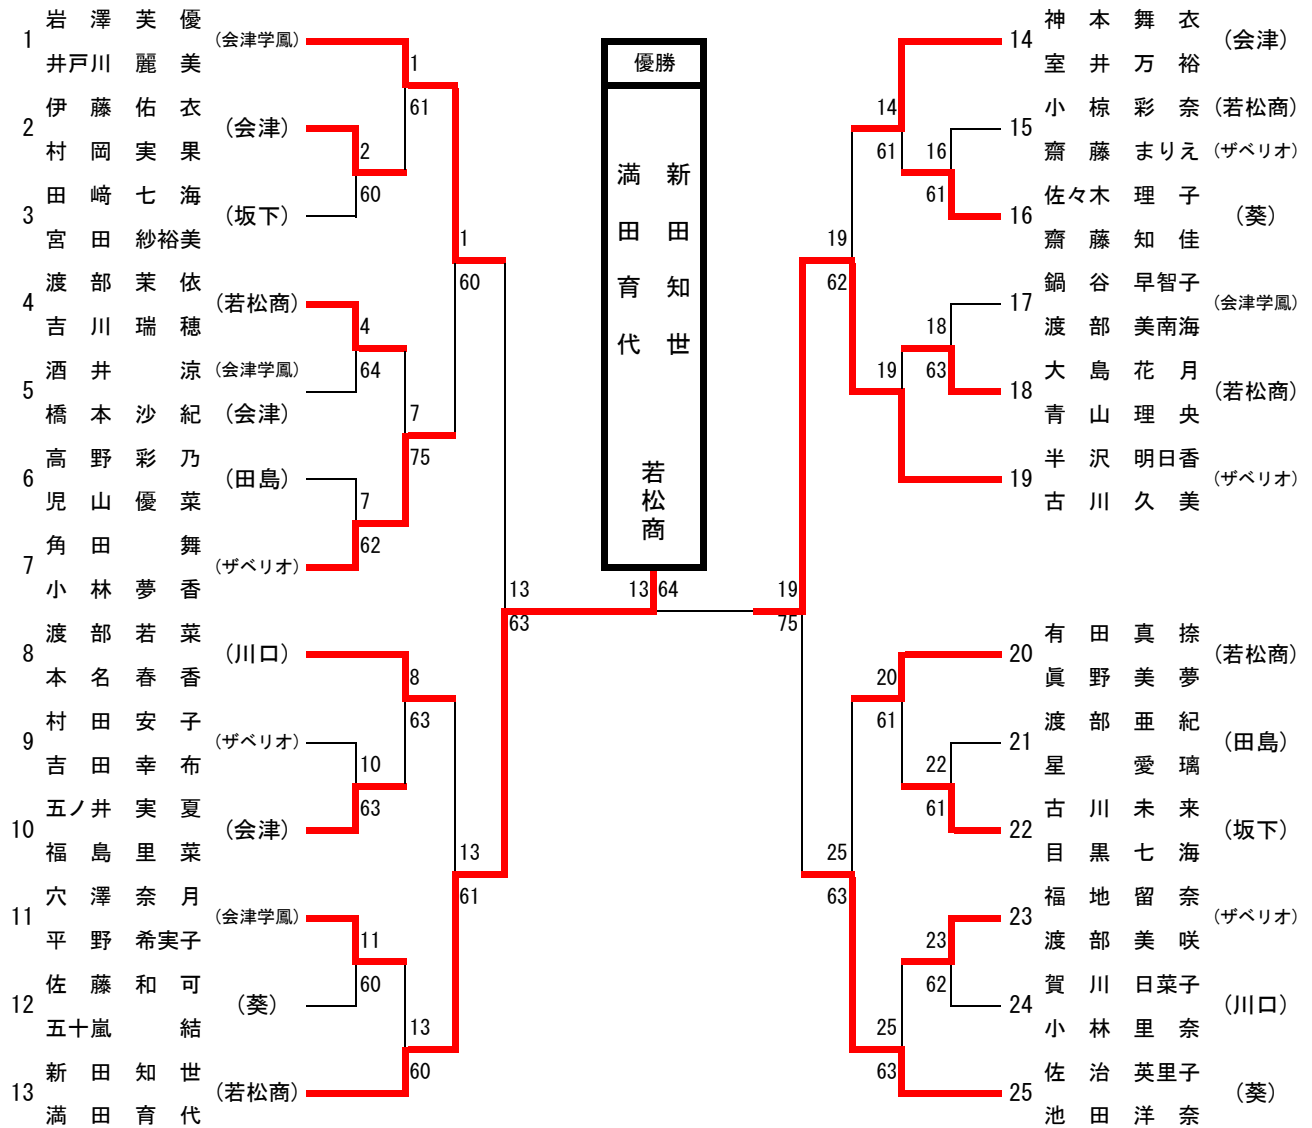 1 岩澤芙優 (会津学鳳)
井戸川麗美
2 伊藤佑衣 (会津)
村岡実果
3 田﨑七海 (坂下)
宮田紗裕美
4 渡部茉依 (若松商)
吉川瑞穂
5 酒井涼 (会津学鳳)
橋本沙紀 (会津)
6 高野彩乃 (田島)
児山優菜
7 角田舞 (ザベリオ)
小林夢香
8 渡部若菜 (川口)
本名春香
9 村田安子 (ザベリオ)
吉田幸布
10 五ノ井実夏 (会津)
福島里菜
11 穴澤奈月 (会津学鳳)
平野希実子
12 佐藤和可 (葵)
五十嵐結
13 新田知世 (若松商)
満田育代
1
61
2
60
1
60
4
64
7
75
7
62
13
63
8
63
10
63
13
61
11
60
13
60
優勝
新田知世
満田育代
若松商
13 64
14
61
16
61
19
62
18
63
19
19
75
20
61
22
61
25
63
23
62
25
63
14 神本舞衣 (会津)
室井万裕
15 小椋彩奈 (若松商)
齋藤まりえ (ザベリオ)
16 佐々木理子 (葵)
齋藤知佳
17 鍋谷早智子 (会津学鳳)
渡部美南海
18 大島花月 (若松商)
青山理央
19 半沢明日香 (ザベリオ)
古川久美
20 有田真捺 (若松商)
眞野美夢
21 渡部亜紀 (田島)
星愛璃
22 古川未来 (坂下)
目黒七海
23 福地留奈 (ザベリオ)
渡部美咲
24 賀川日菜子 (川口)
小林里奈
25 佐治英里子 (葵)
池田洋奈